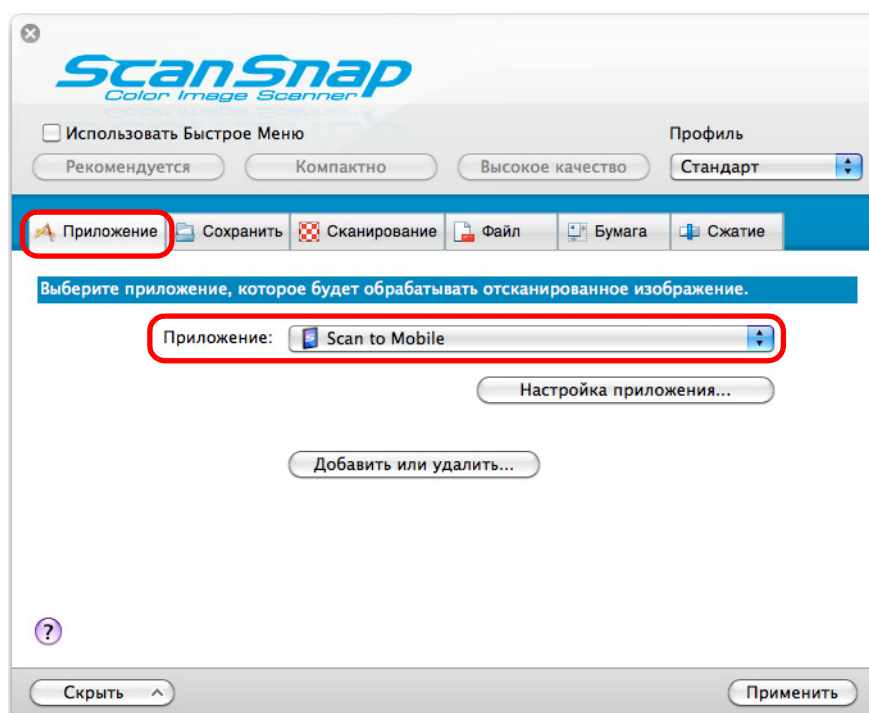 ScanSnap
Color Image Scanner
Использовать Быстрое Меню
Профиль
Рекомендуется Компактно Высокое качество Стандарт
Приложение Сохранить Сканирование Файл Бумага Сжатие
Выберите приложение, которое будет обрабатывать отсканированное изображение.
Приложение: Scan to Mobile
Настройка приложения...
Добавить или удалить...
?
Скрыть Применить